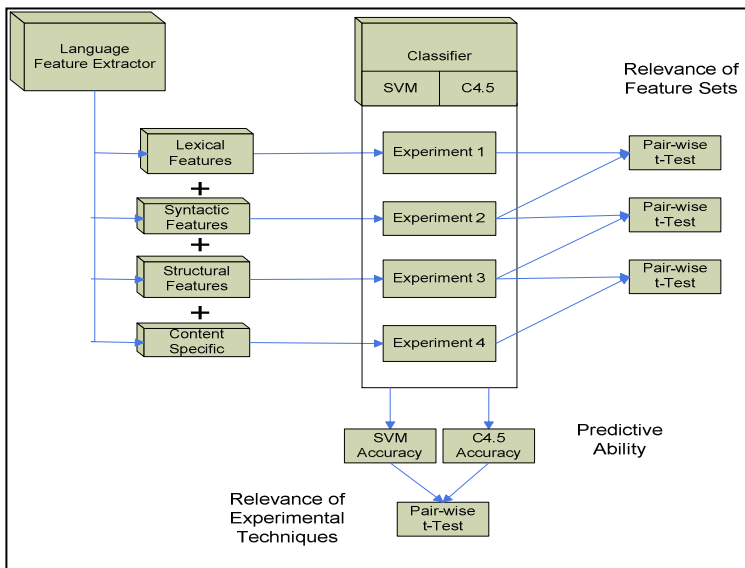 Language
Feature Extractor
Classifier
SVM
C4.5
Relevance of
Feature Sets
Lexical
Features
Experiment 1
Pair-wise
t-Test
+
Syntactic
Features
Experiment 2
Pair-wise
t-Test
+
Structural
Features
Experiment 3
Pair-wise
t-Test
+
Content
Specific
Experiment 4
SVM
Accuracy
C4.5
Accuracy
Predictive
Ability
Relevance of
Experimental
Techniques
Pair-wise
t-Test